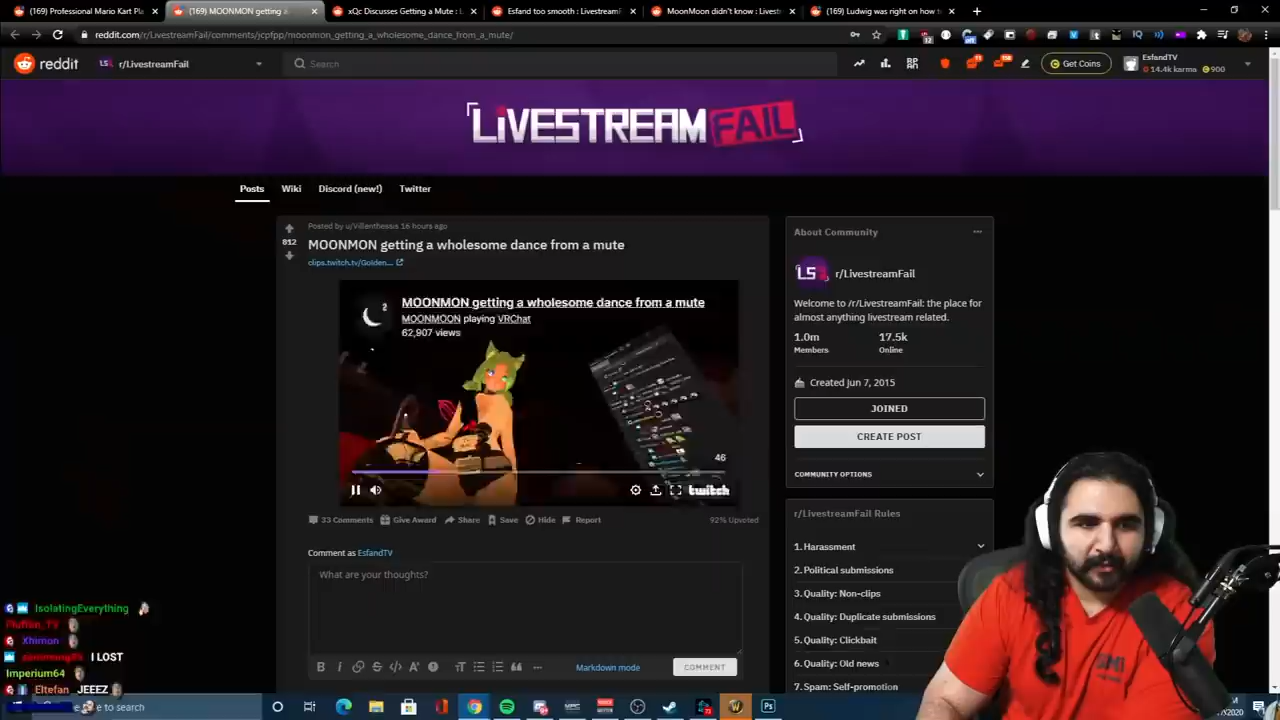 (169) Professional Mario Kart Pla
(169) MOONMON getting a
xQc Discusses Getting a Mute : L
Esfand too smooth : LivestreamF
MoonMoon didn't know : Livest
(169) Ludwig was right on how t
reddit.com/r/LivestreamFail/comments/jcpfpp/moonmon_getting_a_wholesome_dance_from_a_mute/
reddit
r/LivestreamFail
Search
Get Coins
EsfandTV
14.4k karma 900
LIVESTREAMFAIL
Posts
Wiki
Discord (new!)
Twitter
812
Posted by u/Villenthessis 16 hours ago
MOONMON getting a wholesome dance from a mute
clips.twitch.tv/Golden...
2
MOONMON getting a wholesome dance from a mute
MOONMOON playing VRChat
62,907 views
46
twitch
33 Comments Give Award Share Save Hide Report
92% Upvoted
Comment as EsfandTV
What are your thoughts?
Markdown mode
COMMENT
About Community
r/LivestreamFail
Welcome to /r/LivestreamFail: the place for
almost anything livestream related.
1.0m 17.5k
Members Online
Created Jun 7, 2015
JOINED
CREATE POST
COMMUNITY OPTIONS
r/LivestreamFail Rules
1. Harassment
2. Political submissions
3. Quality: Non-clips
4. Quality: Duplicate submissions
5. Quality: Clickbait
6. Quality: Old news
7. Spam: Self-promotion
IsolatingEverything
Xhimon
I LOST
Imperium64
Eltefan JEEEZ
to search